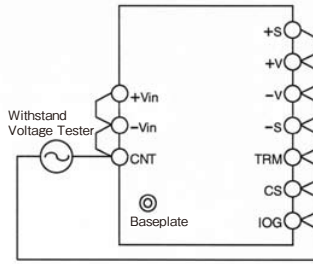 +S
+V
+Vin
−V
Withstand
Voltage Tester
−Vin
−S
CNT
TRM
CS
Baseplate
IOG